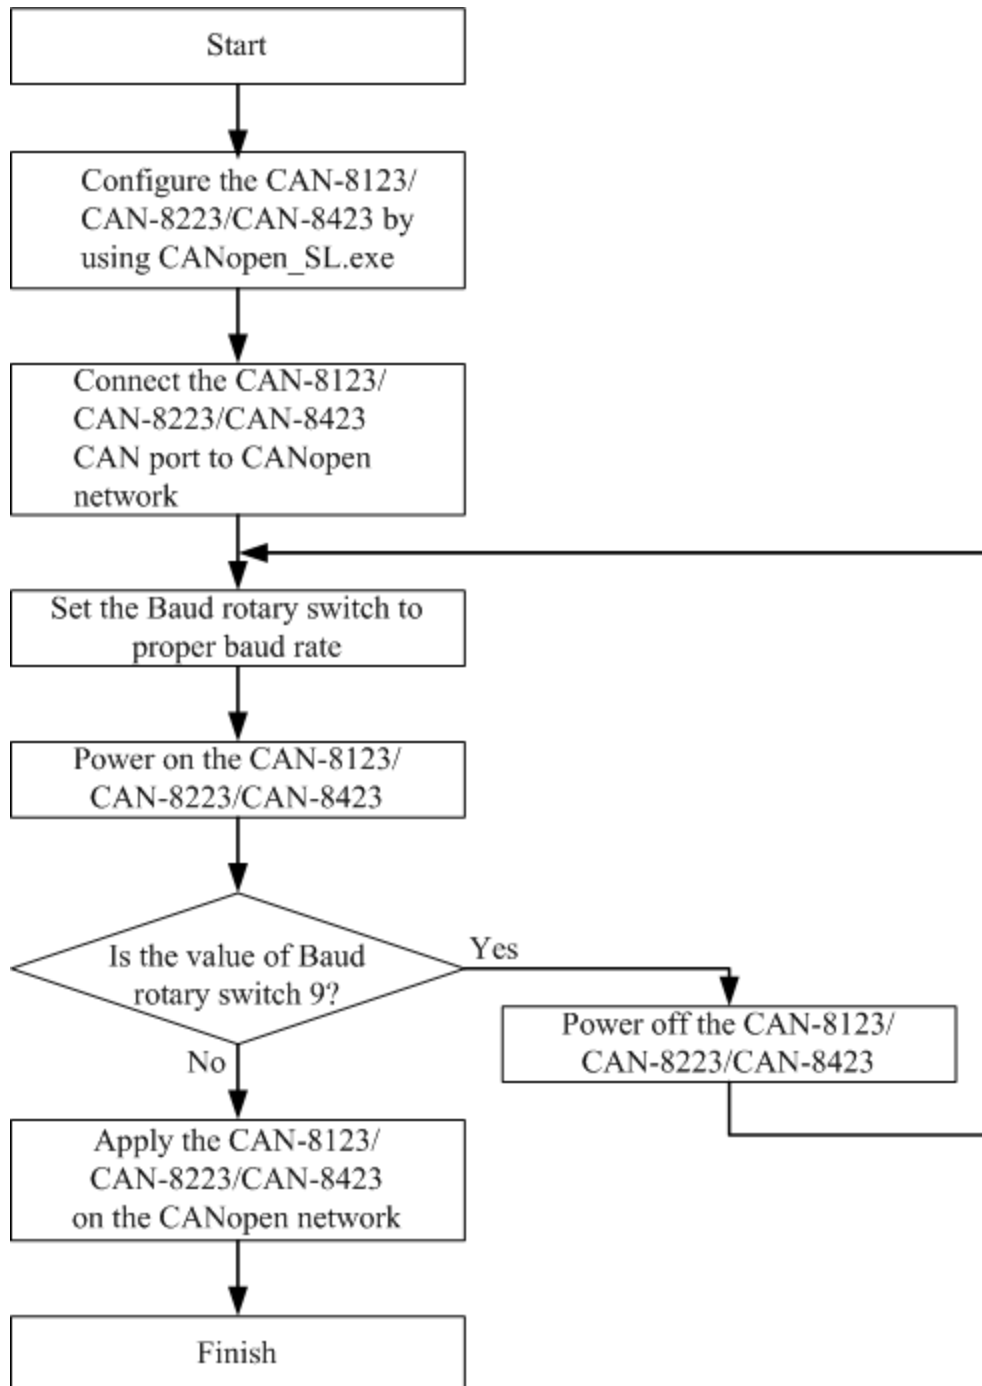 Start
Configure the CAN-8123/
CAN-8223/CAN-8423 by
using CANopen_SL.exe
Connect the CAN-8123/
CAN-8223/CAN-8423
CAN port to CANopen
network
Set the Baud rotary switch to
proper baud rate
Power on the CAN-8123/
CAN-8223/CAN-8423
Is the value of Baud
rotary switch 9?
Yes
Power off the CAN-8123/
CAN-8223/CAN-8423
No
Apply the CAN-8123/
CAN-8223/CAN-8423
on the CANopen network
Finish